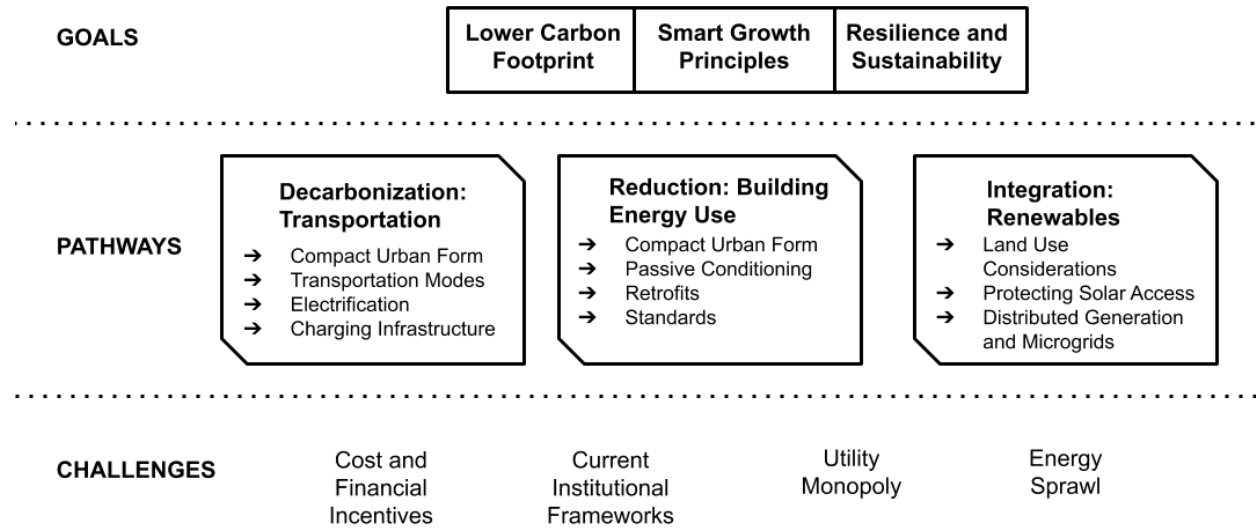 GOALS
Lower Carbon
Footprint
Smart Growth
Principles
Resilience and
Sustainability
PATHWAYS
Decarbonization:
Transportation
➔ Compact Urban Form
➔ Transportation Modes
➔ Electrification
➔ Charging Infrastructure
Reduction: Building
Energy Use
➔ Compact Urban Form
➔ Passive Conditioning
➔ Retrofits
➔ Standards
Integration:
Renewables
➔ Land Use
Considerations
➔ Protecting Solar Access
➔ Distributed Generation
and Microgrids
CHALLENGES
Cost and
Financial
Incentives
Current
Institutional
Frameworks
Utility
Monopoly
Energy
Sprawl